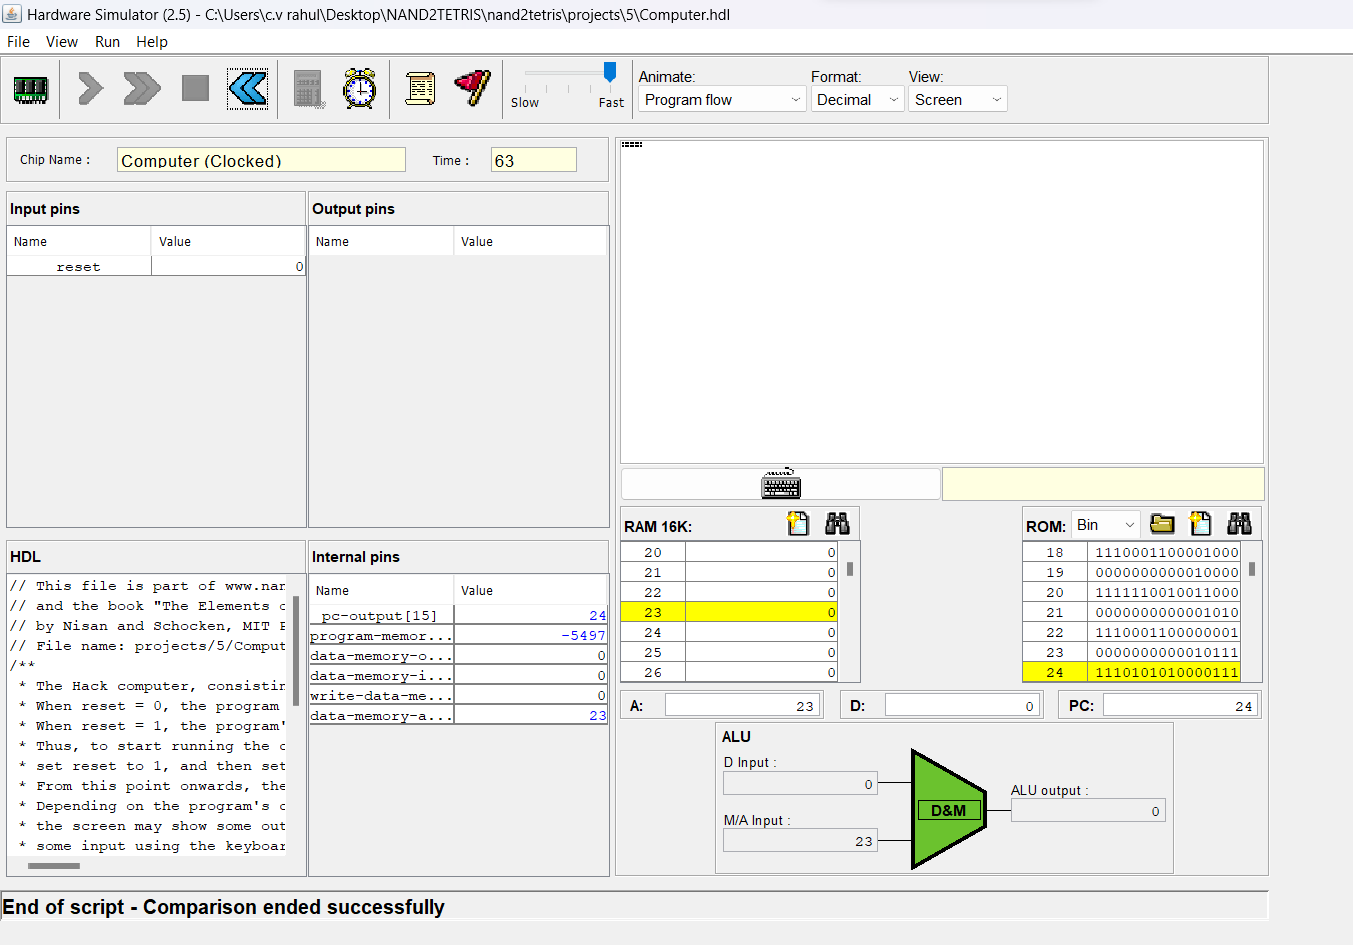 Hardware Simulator (2.5) - C:\Users\c.v rahul\Desktop\NAND2TETRIS\nand2tetris\projects\5\Computer.hdl
File View Run Help
Slow Fast
Animate: Format: View:
Program flow Decimal Screen
Chip Name : Computer (Clocked) Time : 63
Input pins
Name Value
reset 0
Output pins
Name Value
HDL
// This file is part of www.nan
// and the book "The Elements o
// by Nisan and Schocken, MIT P
// File name: projects/5/Comput
/**
* The Hack computer, consistin
* When reset = 0, the program
* When reset = 1, the program'
* Thus, to start running the c
* set reset to 1, and then set
* From this point onwards, the
* Depending on the program's c
* the screen may show some out
* some input using the keyboar
Internal pins
Name Value
pc-output[15] 24
program-memor... -5497
data-memory-o... 0
data-memory-i... 0
write-data-me... 0
data-memory-a... 23
RAM 16K:
20 0
21 0
22 0
23 0
24 0
25 0
26 0
ROM: Bin
18 1110001100001000
19 0000000000010000
20 1111110010011000
21 0000000000001010
22 1110001100000001
23 0000000000010111
24 1110101010000111
A: 23 D: 0 PC: 24
ALU
D Input :
0
M/A Input :
23
D&M
ALU output :
0
End of script - Comparison ended successfully